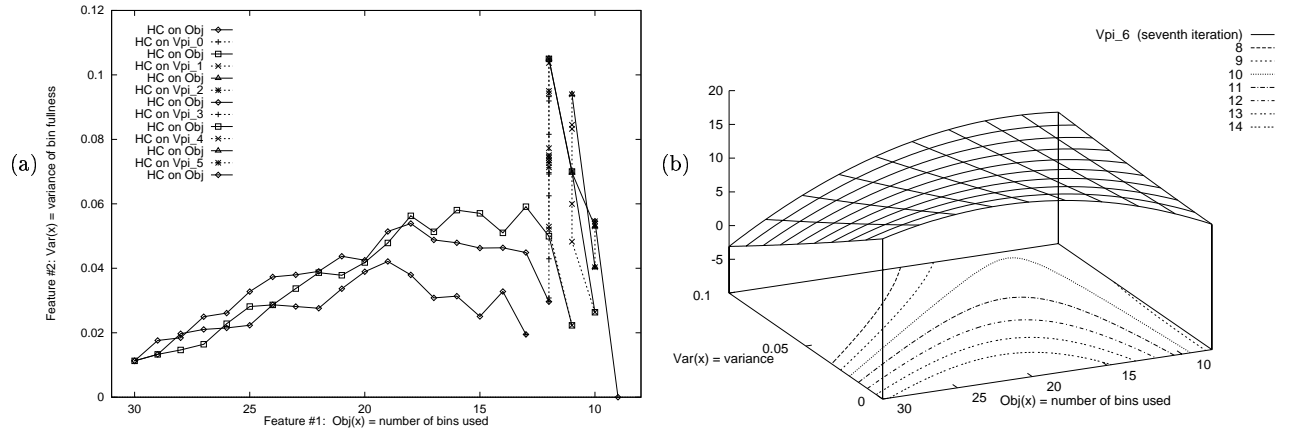 (a)
Feature #2: Var(x) = variance of bin fullness
0.12
0.1
0.08
0.06
0.04
0.02
0
HC on Obj
HC on Vpi_0
HC on Obj
HC on Vpi_1
HC on Obj
HC on Vpi_2
HC on Obj
HC on Vpi_3
HC on Obj
HC on Vpi_4
HC on Obj
HC on Vpi_5
HC on Obj
30
25
20
15
10
Feature #1: Obj(x) = number of bins used
(b)
Vpi_6 (seventh iteration)
8
9
10
11
12
13
14
20
15
10
5
0
-5
0.1
0.05
0
Var(x) = variance
30
25
20
15
10
Obj(x) = number of bins used